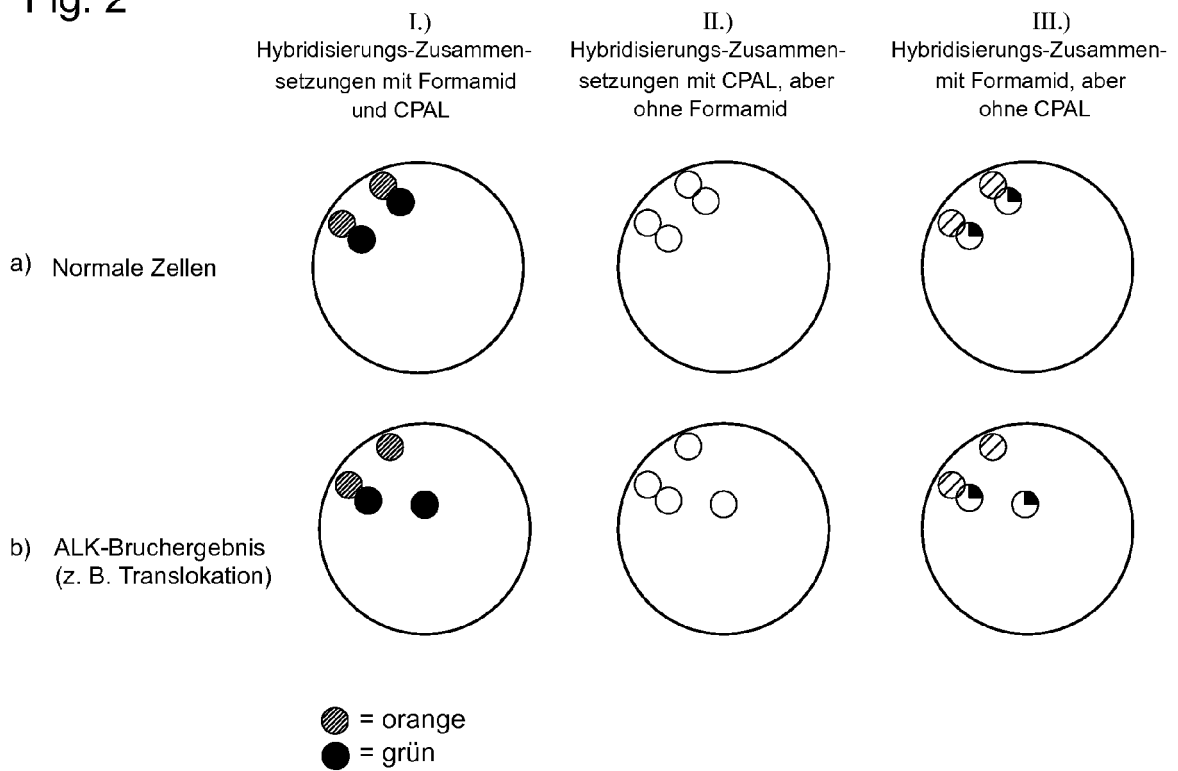 Fig. 2
I.)
Hybridisierungs-Zusammen-
setzungen mit Formamid
und CPAL
II.)
Hybridisierungs-Zusammen-
setzungen mit CPAL, aber
ohne Formamid
III.)
Hybridisierungs-Zusammen-
mit Formamid, aber
ohne CPAL
a) Normale Zellen
b) ALK-Bruchergebnis
(z. B. Translokation)
= orange
= grün